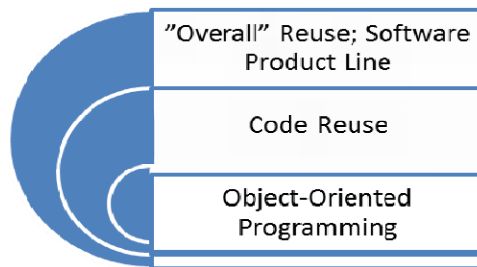 ”Overall” Reuse; Software
Product Line
Code Reuse
Object-Oriented
Programming